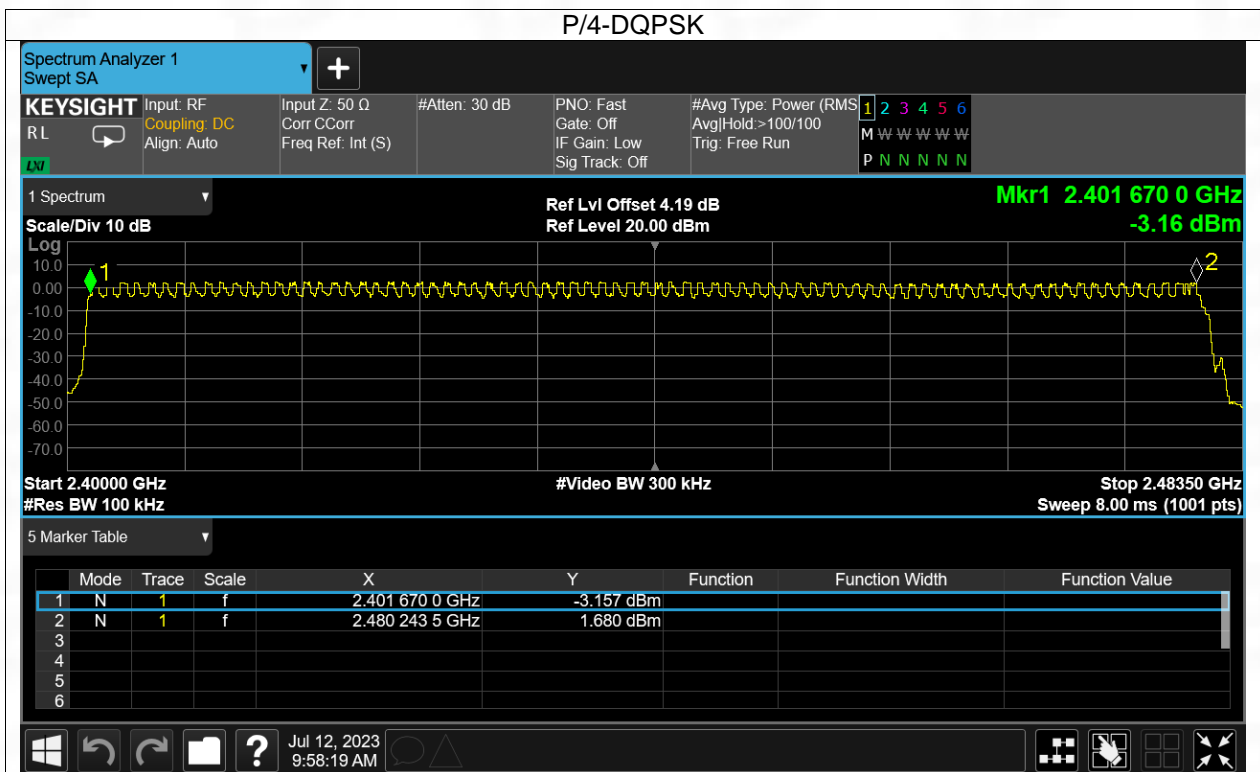 P/4-DQPSK
Spectrum Analyzer 1
Swept SA
+
KEYSIGHT
R L
LXI
Input: RF
Coupling: DC
Align: Auto
Input Z: 50 Ω
Corr CCorr
Freq Ref: Int (S)
#Atten: 30 dB
PNO: Fast
Gate: Off
IF Gain: Low
Sig Track: Off
#Avg Type: Power (RMS
Avg|Hold:>100/100
Trig: Free Run
1 2 3 4 5 6
M W W W W W
P N N N N N
1 Spectrum
Scale/Div 10 dB
Ref Lvl Offset 4.19 dB
Ref Level 20.00 dBm
Mkr1 2.401 670 0 GHz
-3.16 dBm
Log
10.0
0.00
-10.0
-20.0
-30.0
-40.0
-50.0
-60.0
-70.0
1
2
Start 2.40000 GHz
#Res BW 100 kHz
#Video BW 300 kHz
Stop 2.48350 GHz
Sweep 8.00 ms (1001 pts)
5 Marker Table
Mode Trace Scale X Y Function Function Width Function Value
1 N 1 f 2.401 670 0 GHz -3.157 dBm
2 N 1 f 2.480 243 5 GHz 1.680 dBm
3
4
5
6
?
Jul 12, 2023
9:58:19 AM